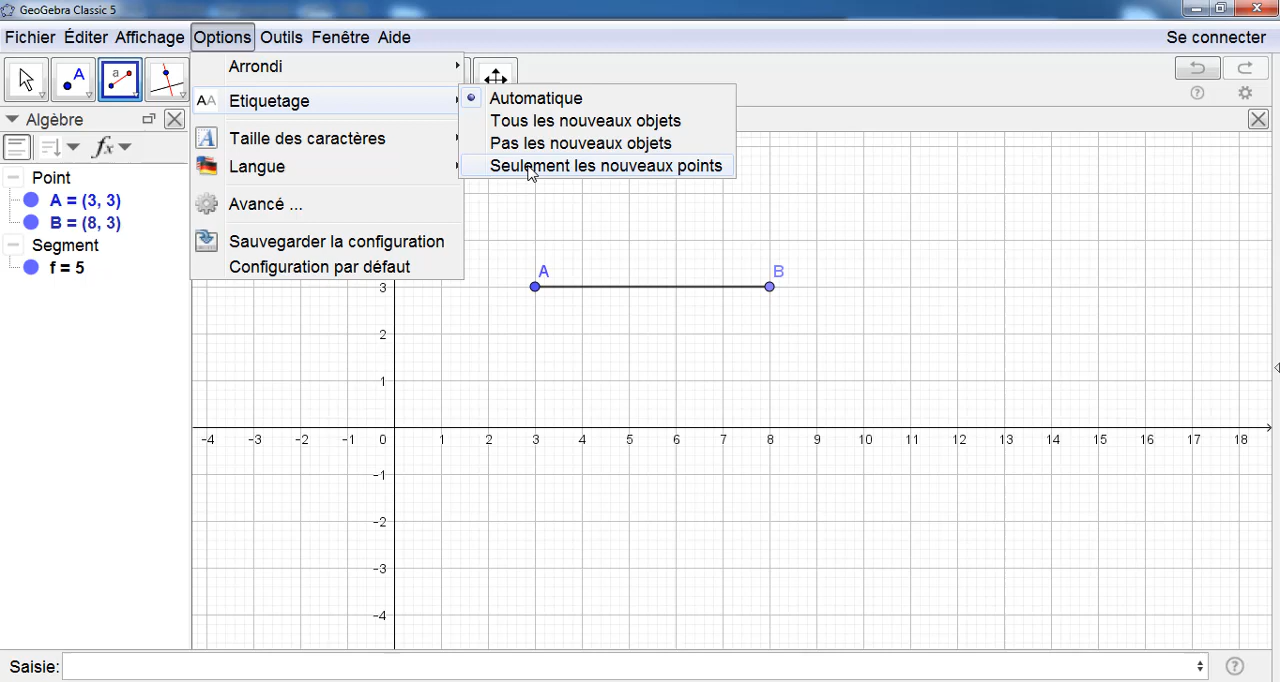 GeoGebra Classic 5
Fichier Éditer Affichage Options Outils Fenêtre Aide
Se connecter
Arrondi
Etiquetage
Taille des caractères
Langue
Avancé ...
Sauvegarder la configuration
Configuration par défaut
Automatique
Tous les nouveaux objets
Pas les nouveaux objets
Seulement les nouveaux points
Algèbre
Point
A = (3, 3)
B = (8, 3)
Segment
f = 5
A B
3
2
1
-4 -3 -2 -1 0 1 2 3 4 5 6 7 8 9 10 11 12 13 14 15 16 17 18
-1
-2
-3
-4
Saisie: